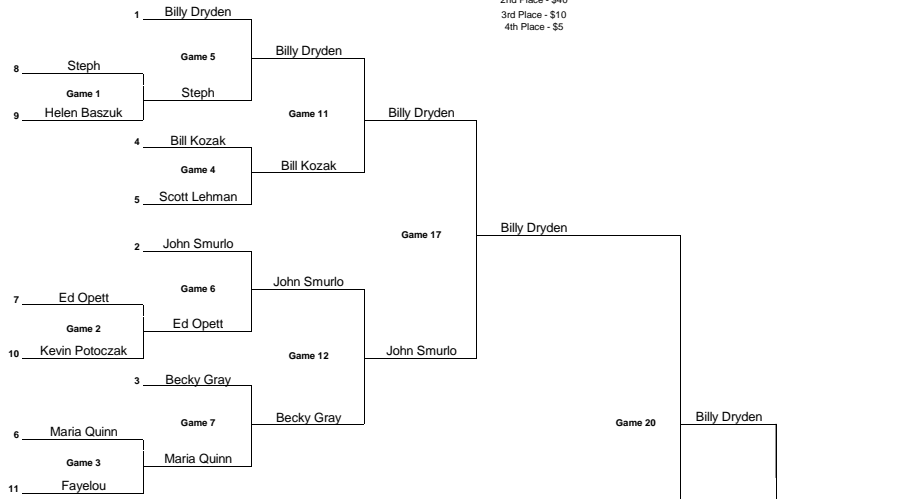 2nd Place - $40
3rd Place - $10
4th Place - $5
1 Billy Dryden
Game 5
Billy Dryden
8 Steph
Game 1
Steph
9 Helen Baszuk
Game 11
Billy Dryden
4 Bill Kozak
Game 4
Bill Kozak
5 Scott Lehman
Game 17
Billy Dryden
2 John Smurlo
Game 6
John Smurlo
7 Ed Opett
Game 2
Ed Opett
10 Kevin Potoczak
Game 12
John Smurlo
3 Becky Gray
Game 7
Becky Gray
6 Maria Quinn
Game 3
Maria Quinn
11 Fayelou
Game 20
Billy Dryden